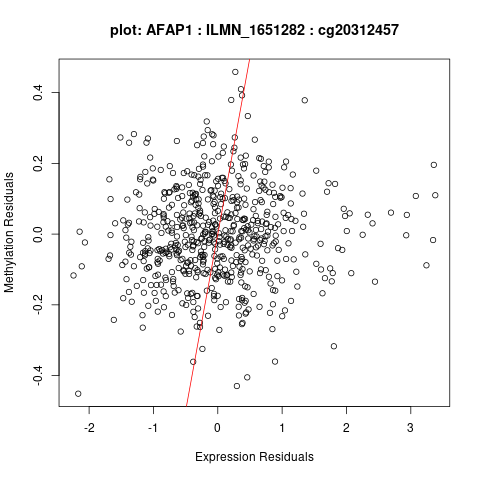 plot: AFAP1 : ILMN_1651282 : cg20312457
Methylation Residuals
0.4
0.2
0.0
-0.2
-0.4
-2 -1 0 1 2 3
Expression Residuals